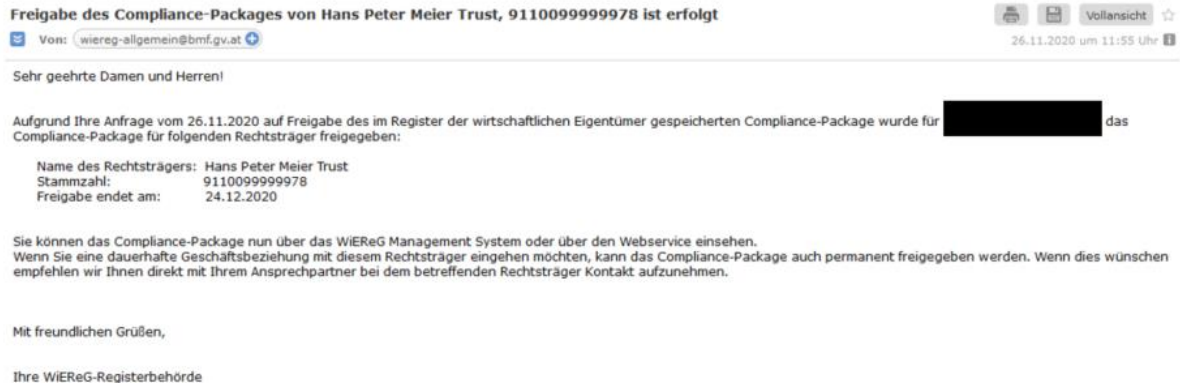 Freigabe des Compliance-Packages von Hans Peter Meier Trust, 9110099999978 ist erfolgt
Vollansicht
Von: wiereg-allgemein@bmf.gv.at
26.11.2020 um 11:55 Uhr
Sehr geehrte Damen und Herren!
Aufgrund Ihre Anfrage vom 26.11.2020 auf Freigabe des im Register der wirtschaftlichen Eigentümer gespeicherten Compliance-Package wurde für das
Compliance-Package für folgenden Rechtsträger freigegeben:
Name des Rechtsträgers: Hans Peter Meier Trust
Stammzahl: 9110099999978
Freigabe endet am: 24.12.2020
Sie können das Compliance-Package nun über das WiEReG Management System oder über den Webservice einsehen.
Wenn Sie eine dauerhafte Geschäftsbeziehung mit diesem Rechtsträger eingehen möchten, kann das Compliance-Package auch permanent freigegeben werden. Wenn dies wünschen
empfehlen wir Ihnen direkt mit Ihrem Ansprechpartner bei dem betreffenden Rechtsträger Kontakt aufzunehmen.
Mit freundlichen Grüßen,
Ihre WiEReG-Registerbehörde